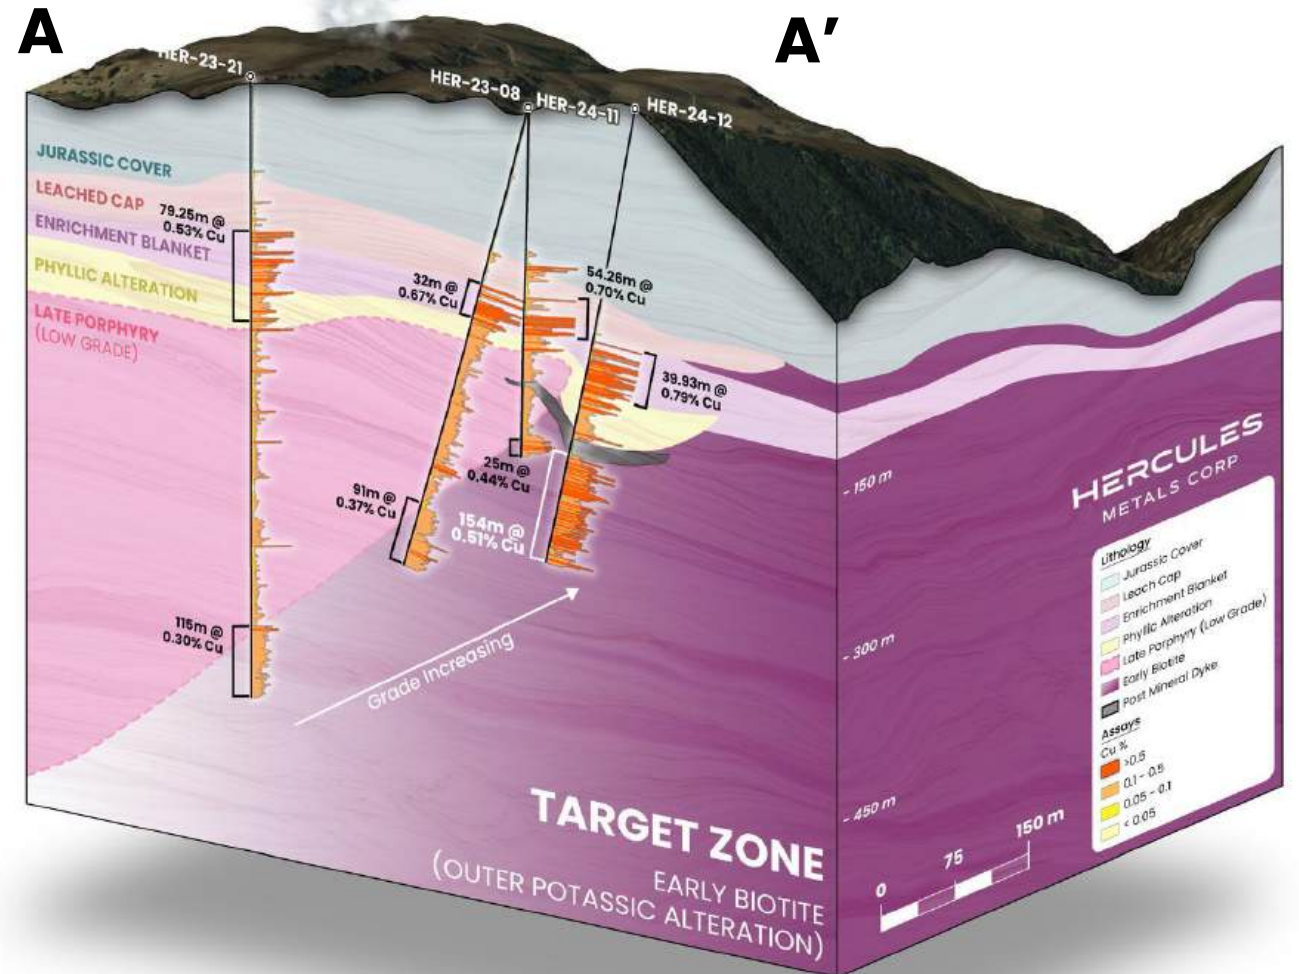 A
A′
HER-23-21
HER-23-08
HER-24-11
HER-24-12
JURASSIC COVER
LEACHED CAP
ENRICHMENT BLANKET
PHYLLIC ALTERATION
LATE PORPHYRY
(LOW GRADE)
79.25m @
0.53% Cu
32m @
0.67% Cu
54.26m @
0.70% Cu
39.93m @
0.79% Cu
25m @
0.44% Cu
91m @
0.37% Cu
154m @
0.51% Cu
115m @
0.30% Cu
Grade Increasing
TARGET ZONE
EARLY BIOTITE
(OUTER POTASSIC ALTERATION)
- 150 m
- 300 m
- 450 m
HERCULES
METALS CORP
Lithology
Jurassic Cover
Leach Cap
Enrichment Blanket
Phyllic Alteration
Late Porphyry (Low Grade)
Early Biotite
Post Mineral Dyke
Assays
Cu %
>0.5
0.1 - 0.5
0.05 - 0.1
< 0.05
0 75 150 m